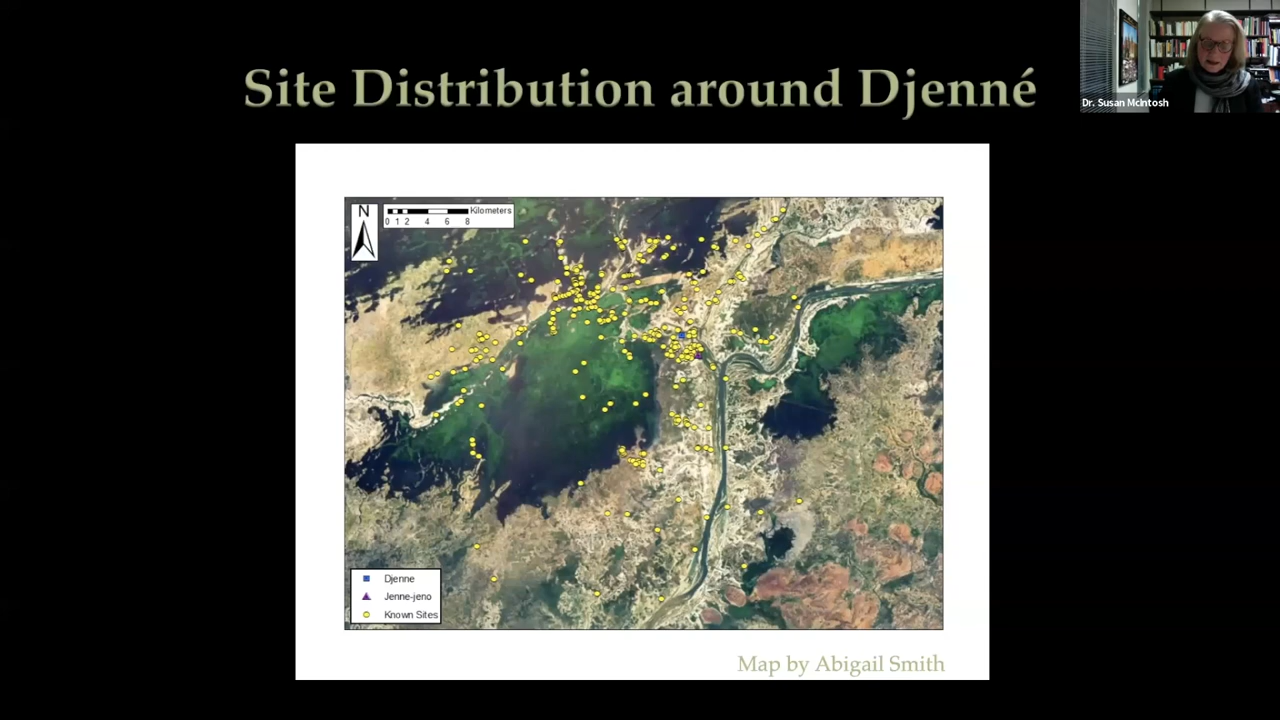 Site Distribution around Djenné
Dr. Susan McIntosh
N
Kilometers
0 1 2 4 6 8
Djenne
Jenne-jeno
Known Sites
Map by Abigail Smith